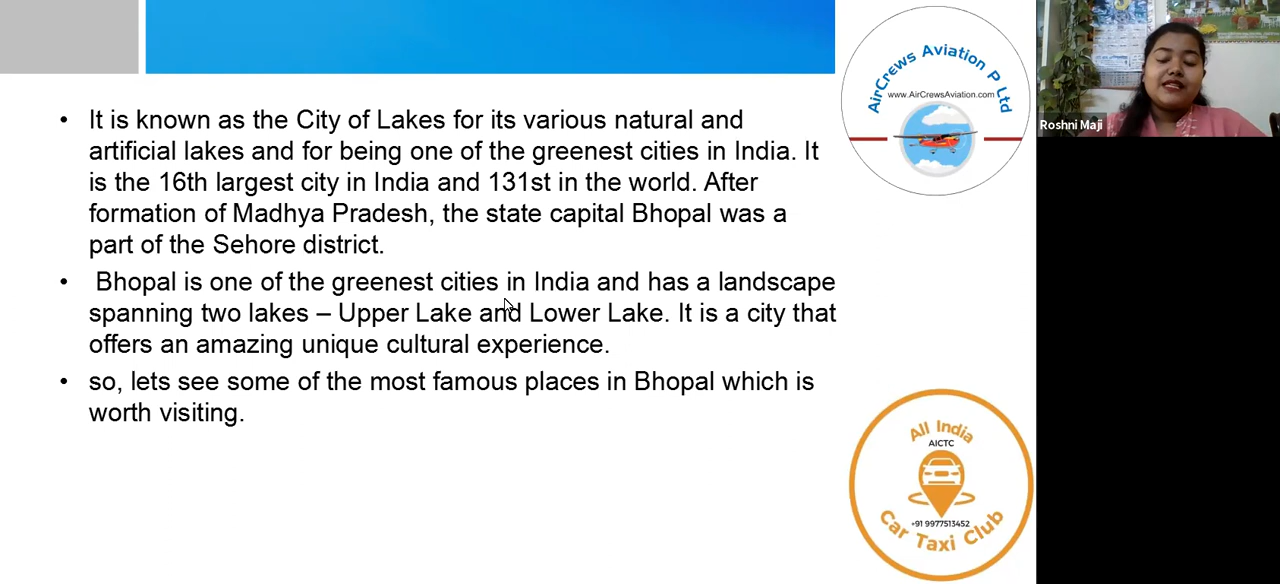 • It is known as the City of Lakes for its various natural and
artificial lakes and for being one of the greenest cities in India. It
is the 16th largest city in India and 131st in the world. After
formation of Madhya Pradesh, the state capital Bhopal was a
part of the Sehore district.
• Bhopal is one of the greenest cities in India and has a landscape
spanning two lakes – Upper Lake and Lower Lake. It is a city that
offers an amazing unique cultural experience.
• so, lets see some of the most famous places in Bhopal which is
worth visiting.
AirCrews Aviation P Ltd
www.AirCrewsAviation.com
Roshni Maji
All India
AICTC
+91 9977513452
Car Taxi Club